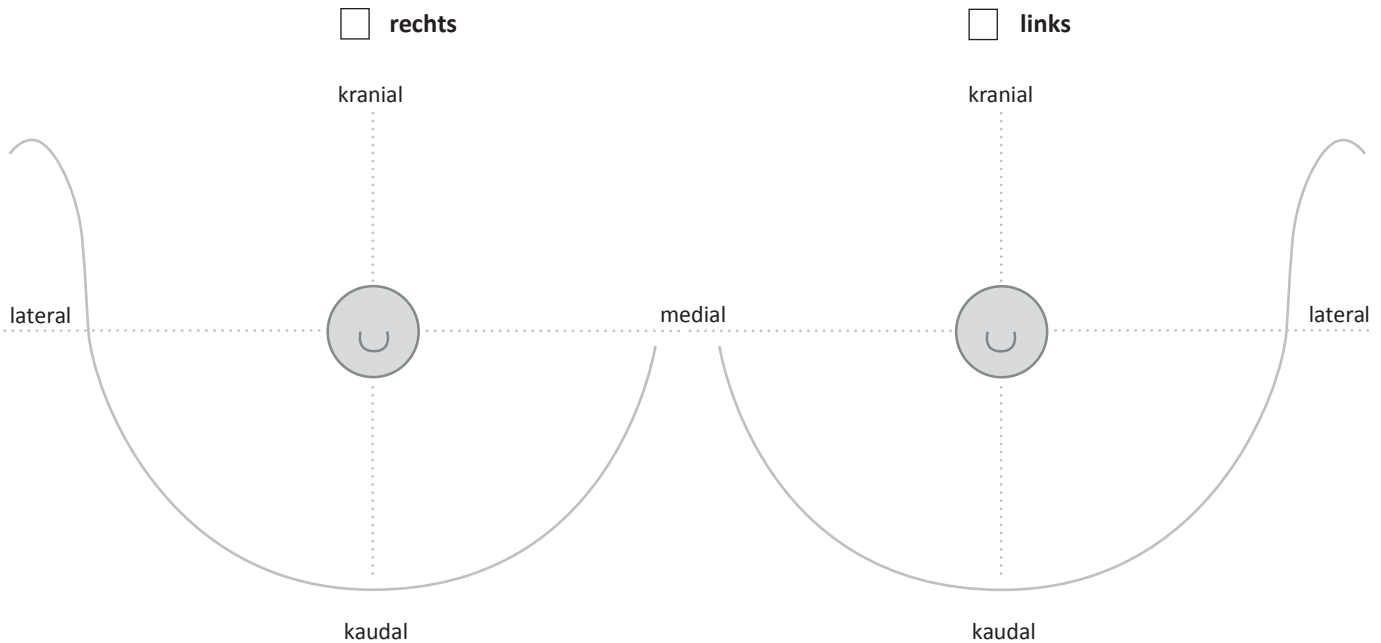 rechts links
kranial kranial
lateral medial lateral
kaudal kaudal